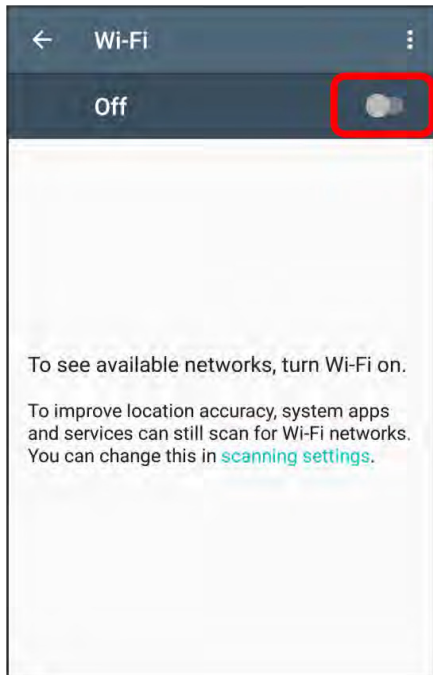 Wi-Fi
Off
To see available networks, turn Wi-Fi on.
To improve location accuracy, system apps
and services can still scan for Wi-Fi networks.
You can change this in scanning settings.